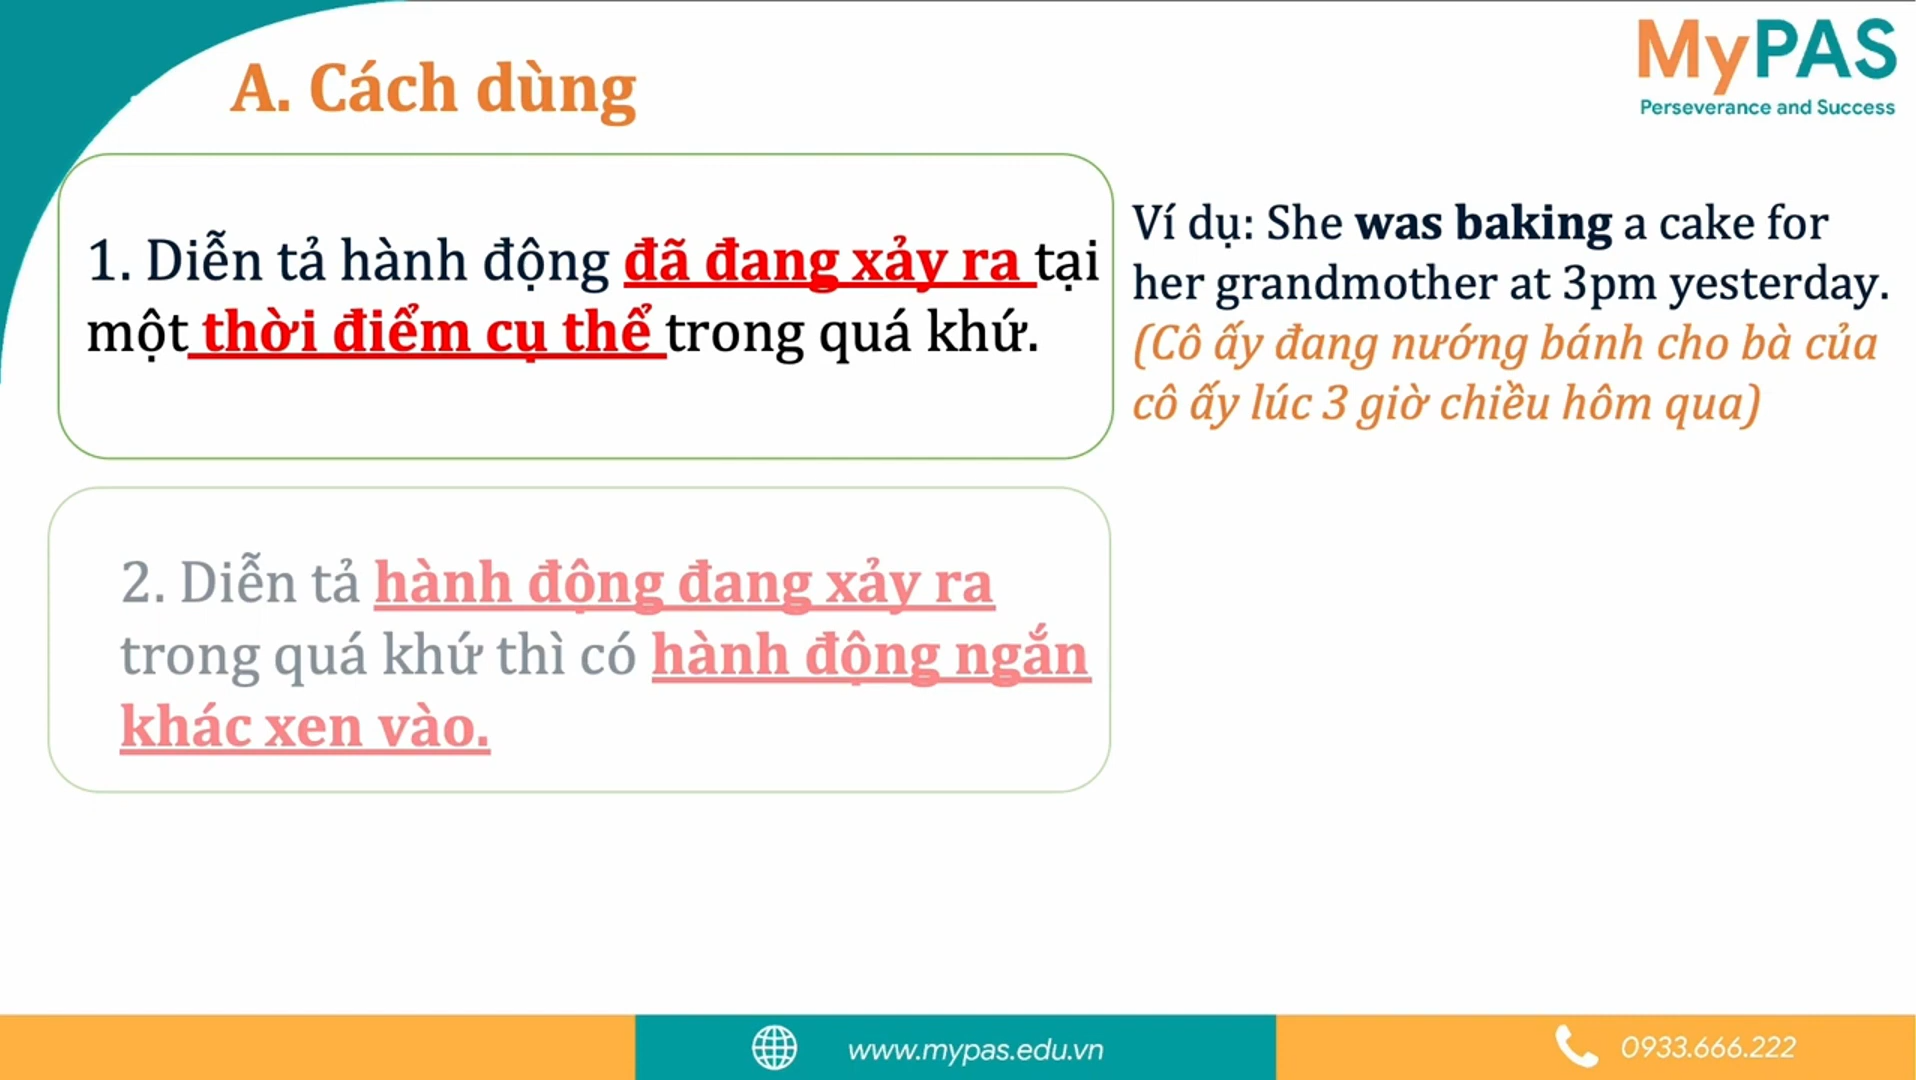 A. Cách dùng
MyPAS
Perseverance and Success
1. Diễn tả hành động đã đang xảy ra tại
một thời điểm cụ thể trong quá khứ.
Ví dụ: She was baking a cake for
her grandmother at 3pm yesterday.
(Cô ấy đang nướng bánh cho bà của
cô ấy lúc 3 giờ chiều hôm qua)
2. Diễn tả hành động đang xảy ra
trong quá khứ thì có hành động ngắn
khác xen vào.
www.mypas.edu.vn
0933.666.222